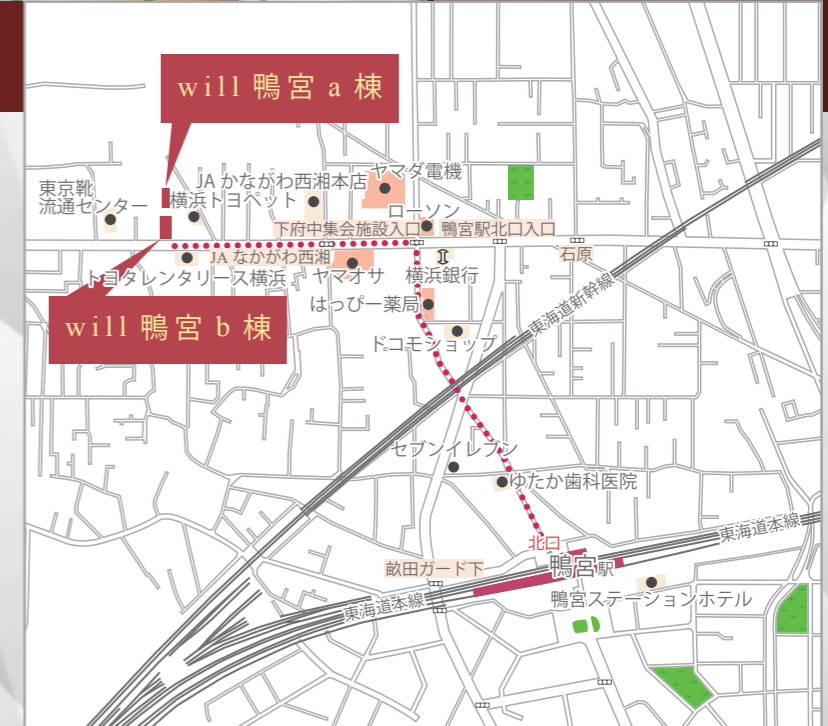 will 鴨宮 a 棟
JA かながわ西湘本店
ヤマダ電機
東京靴
流通センター
横浜トヨペット
ローソン
下府中集会施設入口
鴨宮駅北口入口
石原
JA なかがわ西湘
トヨタレンタリース横浜
ヤマオサ
横浜銀行
will 鴨宮 b 棟
はっぴー薬局
東海道新幹線
ドコモショップ
セブンイレブン
ゆたか歯科医院
東海道本線
北口
鴨宮駅
畝田ガード下
鴨宮ステーションホテル
東海道本線